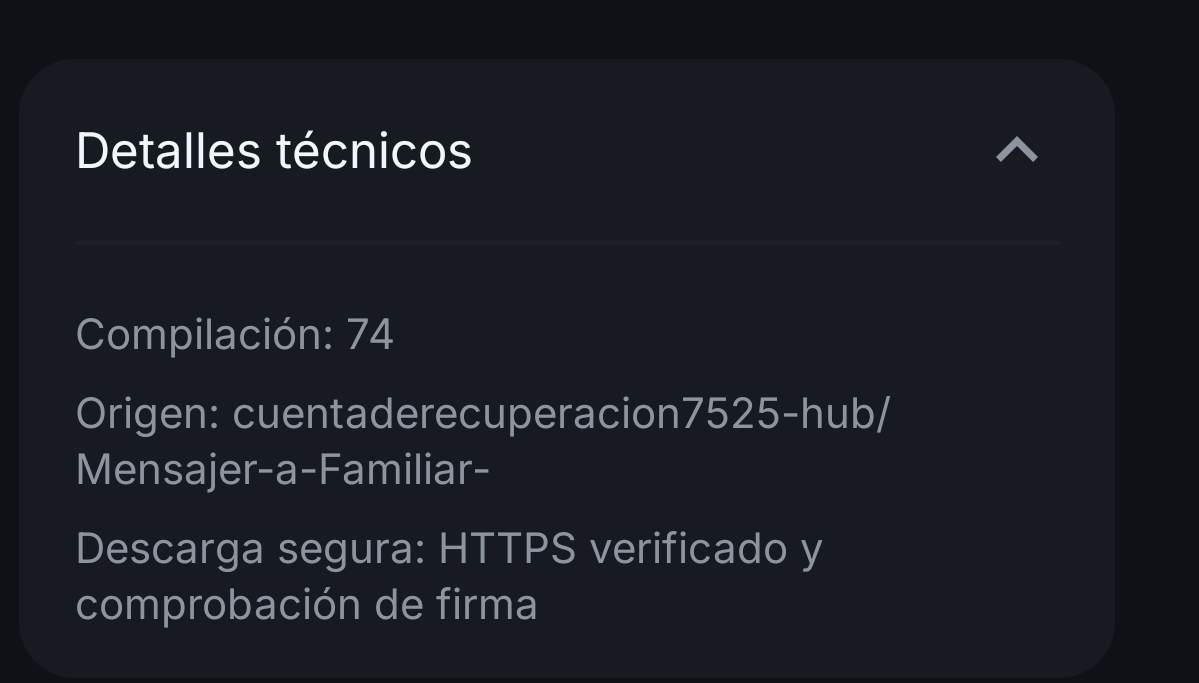 Detalles técnicos
Compilación: 74
Origen: cuentaderecuperacion7525-hub/
Mensajer-a-Familiar-
Descarga segura: HTTPS verificado y
comprobación de firma